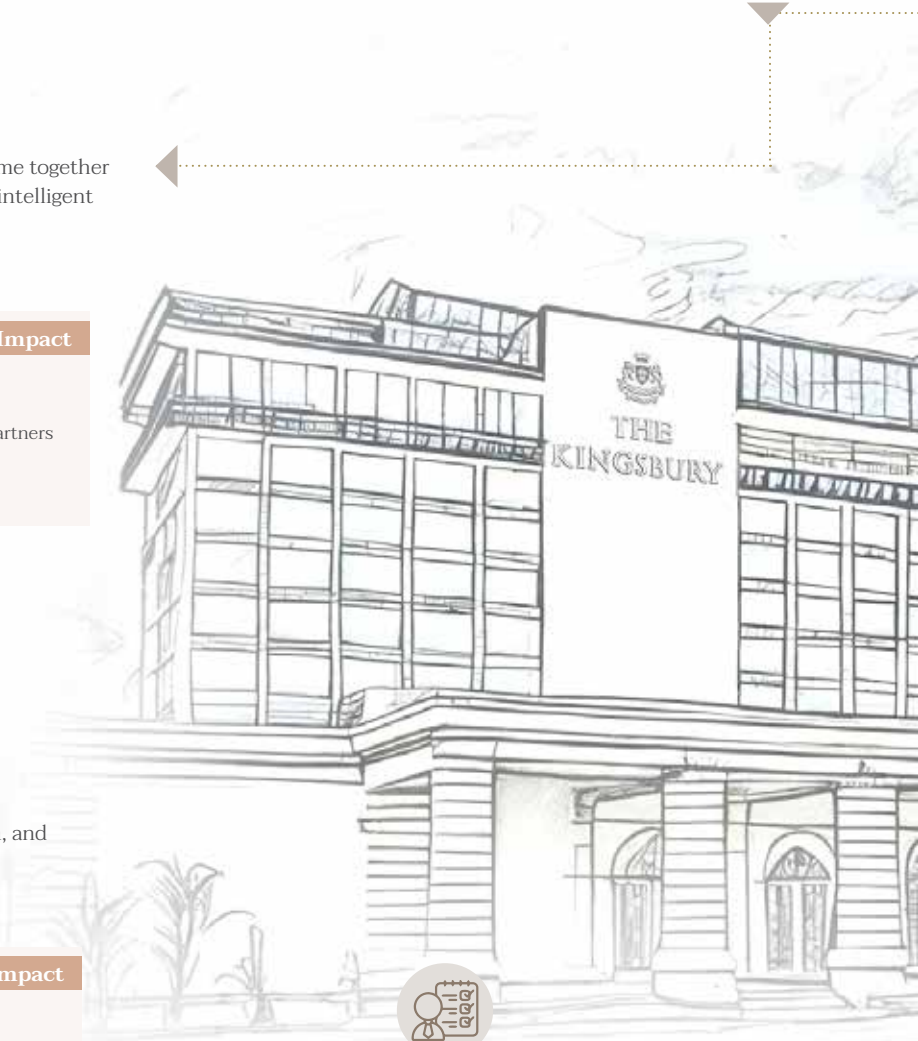 me together
intelligent
Impact
artners
THE
KINGSBURY
, and
mpact